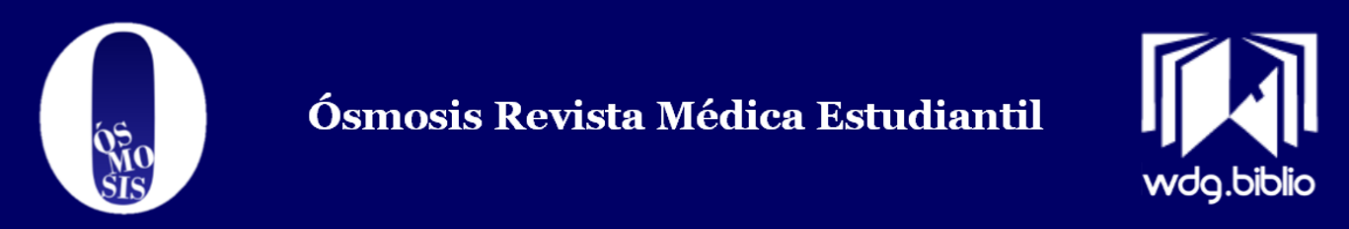 ÓS
MO
SIS
Ósmosis Revista Médica Estudiantil
wdg.biblio